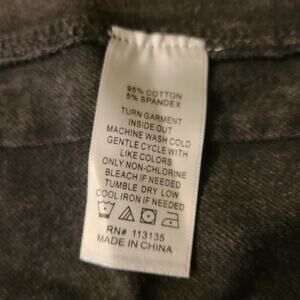 95% COTTON
5% SPANDEX
TURN GARMENT
INSIDE OUT
MACHINE WASH COLD
GENTLE CYCLE WITH
LIKE COLORS
ONLY NON-CHLORINE
BLEACH IF NEEDED
TUMBLE DRY LOW
COOL IRON IF NEEDED
RN# 113135
MADE IN CHINA